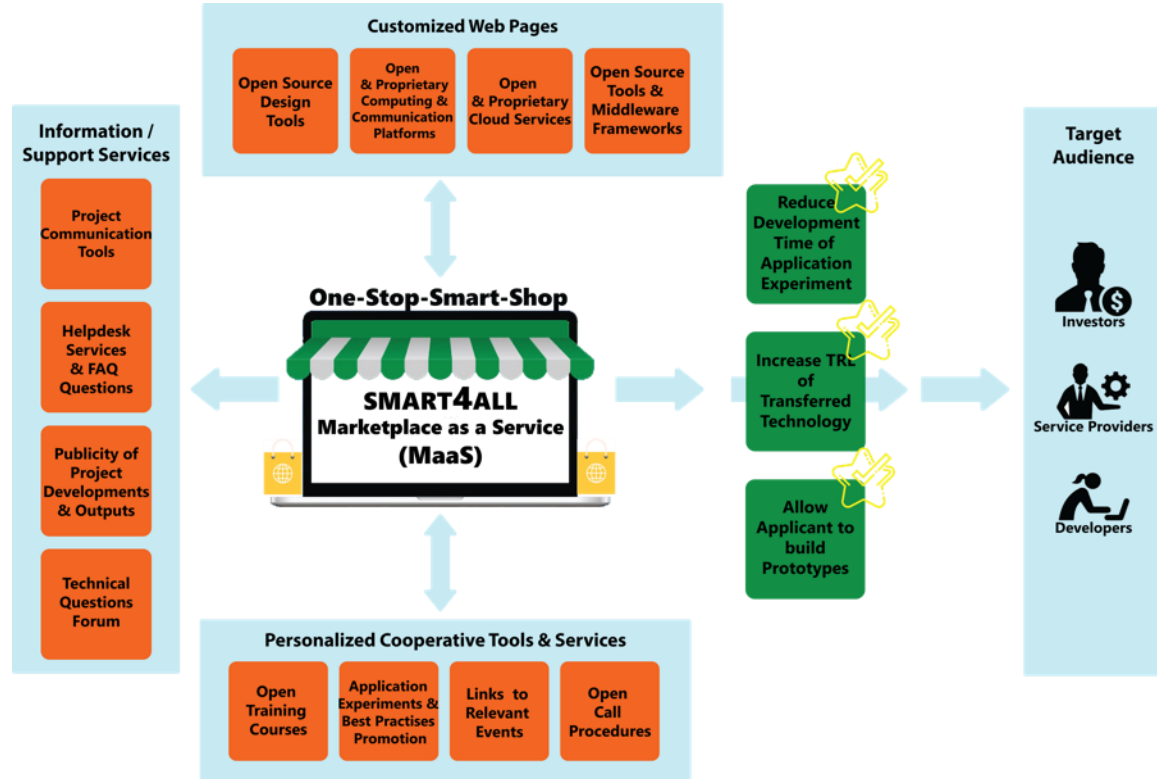 Customized Web Pages
Open Source
Design
Tools
Open
& Proprietary
Computing &
Communication
Platforms
Open
& Proprietary
Cloud Services
Open Source
Tools &
Middleware
Frameworks
Information /
Support Services
Project
Communication
Tools
Helpdesk
Services
& FAQ
Questions
Publicity of
Project
Developments
& Outputs
Technical
Questions
Forum
One-Stop-Smart-Shop
SMART4ALL
Marketplace as a Service
(MaaS)
Reduce
Development
Time of
Application
Experiment
Increase TRL
of
Transferred
Technology
Allow
Applicant to
build
Prototypes
Target
Audience
$
Investors
Service Providers
Developers
Personalized Cooperative Tools & Services
Open
Training
Courses
Application
Experiments &
Best Practises
Promotion
Links to
Relevant
Events
Open
Call
Procedures